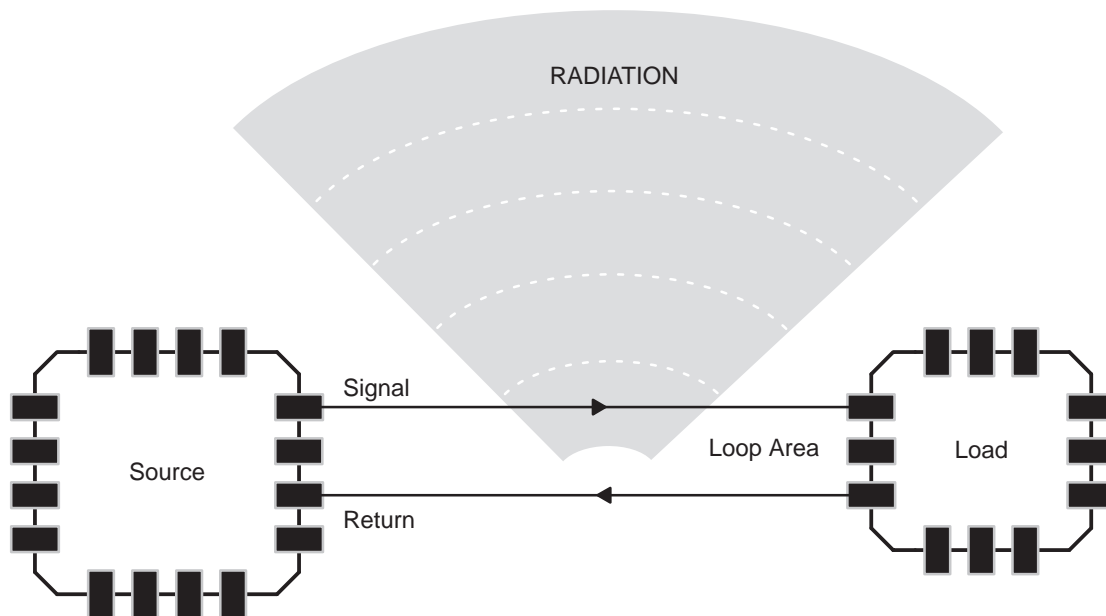 RADIATION
Signal
Loop Area
Load
Source
Return